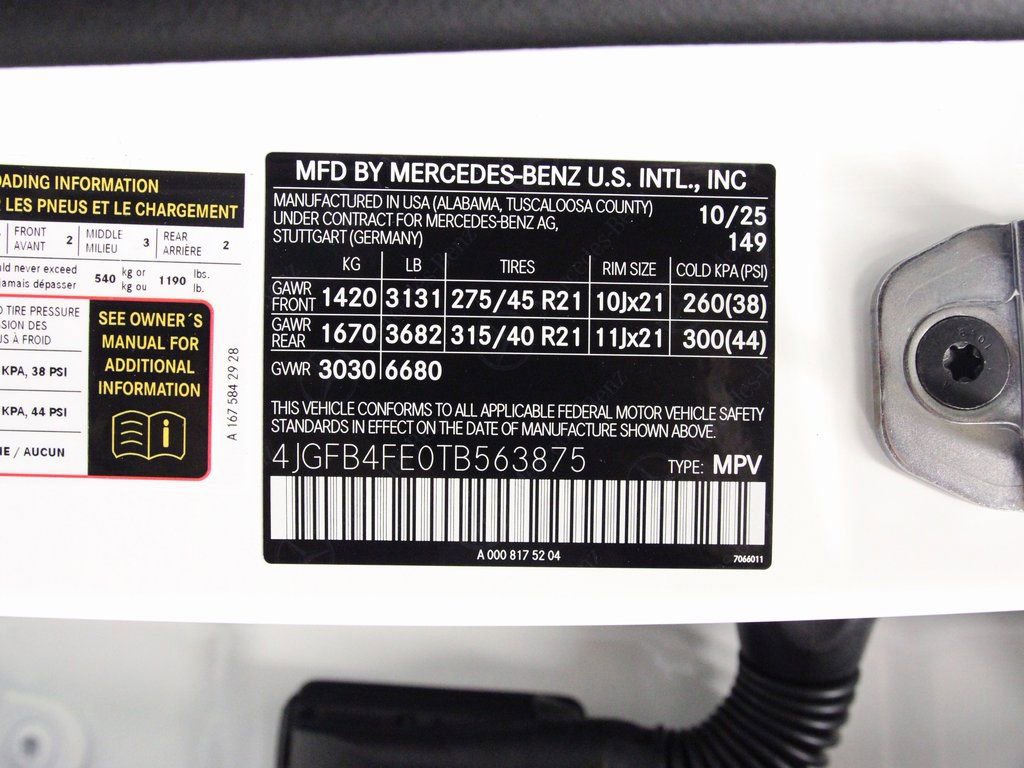 ADING INFORMATION
LES PNEUS ET LE CHARGEMENT
FRONT AVANT 2 MIDDLE MILIEU 3 REAR ARRIÈRE 2
never exceed
jamais dépasser 540 kg or kg ou 1190 lbs. lb.
TIRE PRESSURE
À FROID
KPA, 38 PSI
KPA, 44 PSI
/ AUCUN
SEE OWNER´S
MANUAL FOR
ADDITIONAL
INFORMATION
i
A 167 584 29 28
MFD BY MERCEDES-BENZ U.S. INTL., INC
MANUFACTURED IN USA (ALABAMA, TUSCALOOSA COUNTY) 10/25
UNDER CONTRACT FOR MERCEDES-BENZ AG,
STUTTGART (GERMANY) 149
KG LB TIRES RIM SIZE COLD KPA (PSI)
GAWR FRONT 1420 3131 275/45 R21 10Jx21 260(38)
GAWR REAR 1670 3682 315/40 R21 11Jx21 300(44)
GVWR 3030 6680
THIS VEHICLE CONFORMS TO ALL APPLICABLE FEDERAL MOTOR VEHICLE SAFETY
STANDARDS IN EFFECT ON THE DATE OF MANUFACTURE SHOWN ABOVE.
4JGFB4FE0TB563875 TYPE: MPV
A 000 817 52 04
7066011